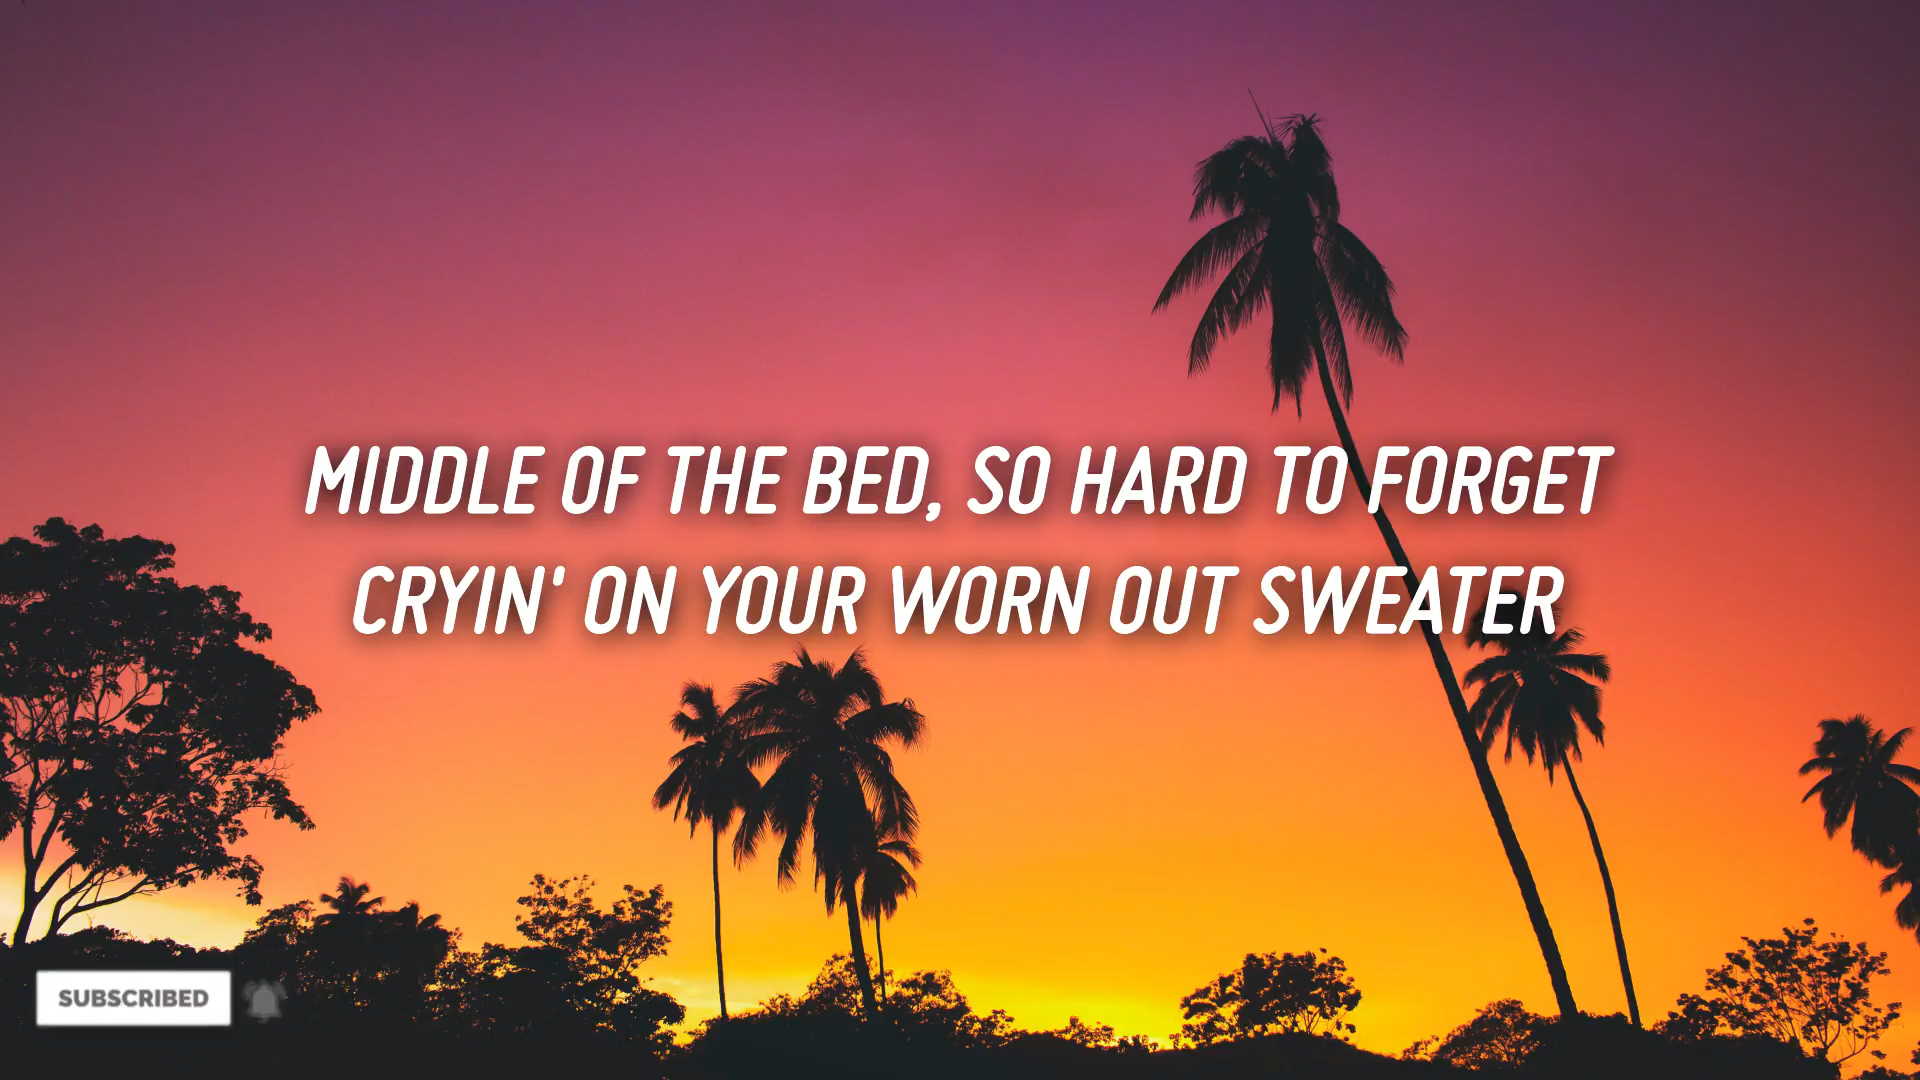 MIDDLE OF THE BED, SO HARD TO FORGET
CRYIN' ON YOUR WORN OUT SWEATER
SUBSCRIBED